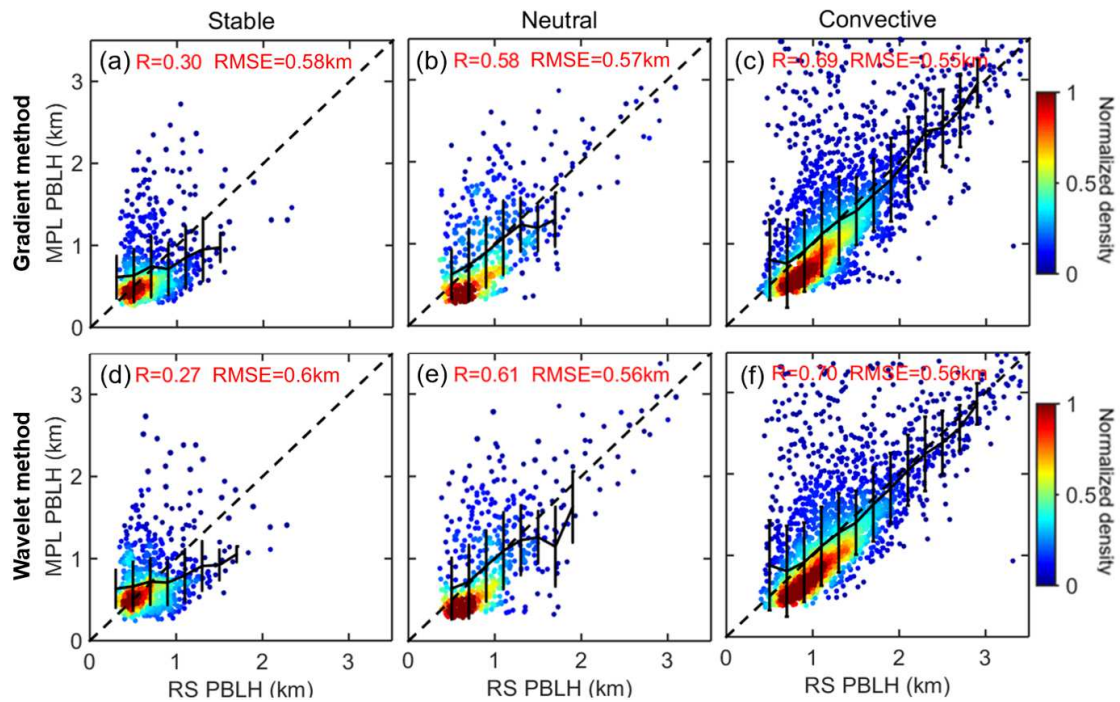 Stable Neutral Convective
Gradient method
MPL PBLH (km)
(a) R=0.30 RMSE=0.58km
(b) R=0.58 RMSE=0.57km
(c) R=0.69 RMSE=0.55km
3
2
1
0
1
0.5
0
Normalized density
Wavelet method
MPL PBLH (km)
(d) R=0.27 RMSE=0.6km
(e) R=0.61 RMSE=0.56km
(f) R=0.70 RMSE=0.56km
3
2
1
0
1
0.5
0
Normalized density
0 1 2 3
0 1 2 3
0 1 2 3
RS PBLH (km) RS PBLH (km) RS PBLH (km)